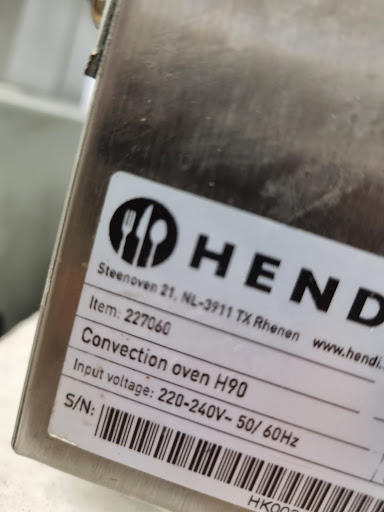 HEND
Steenoven 21, NL-3911 TX Rhenen www.hendi.
Item: 227060
Convection oven H90
Input voltage: 220-240V~ 50/60Hz
S/N: